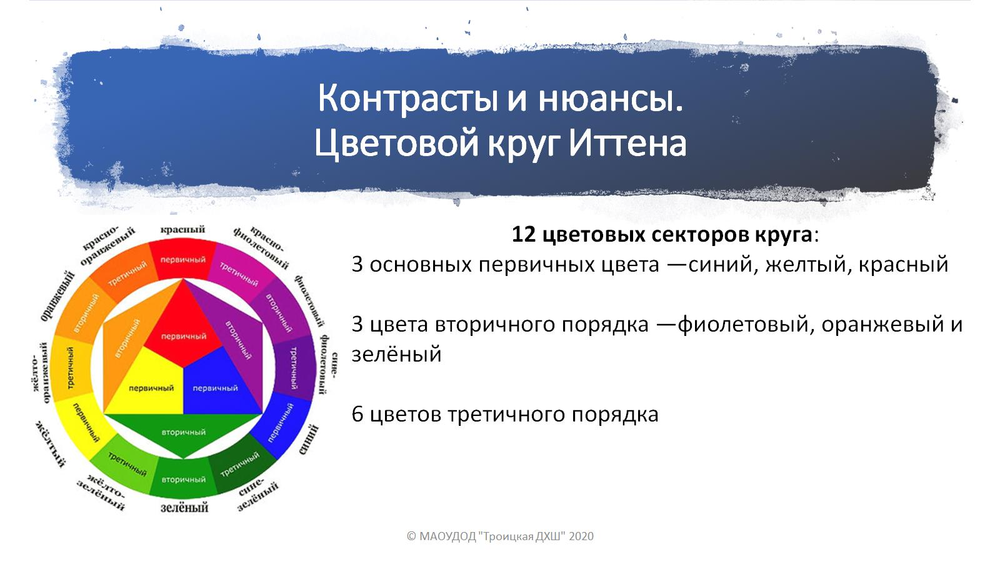 Контрасты и нюансы.
Цветовой круг Иттена
12 цветовых секторов круга:
3 основных первичных цвета —синий, желтый, красный
3 цвета вторичного порядка —фиолетовый, оранжевый и
зелёный
6 цветов третичного порядка
красный
красно-
фиолетовый
фиолетовый
сине-
фиолетовый
синий
сине-
зелёный
зелёный
жёлто-
зелёный
жёлтый
жёлто-
оранжевый
оранжевый
красно-
оранжевый
первичный
третичный
вторичный
третичный
первичный
третичный
вторичный
третичный
первичный
третичный
вторичный
третичный
первичный
вторичный
вторичный
первичный
первичный
вторичный
© МАОУДОД "Троицкая ДХШ" 2020